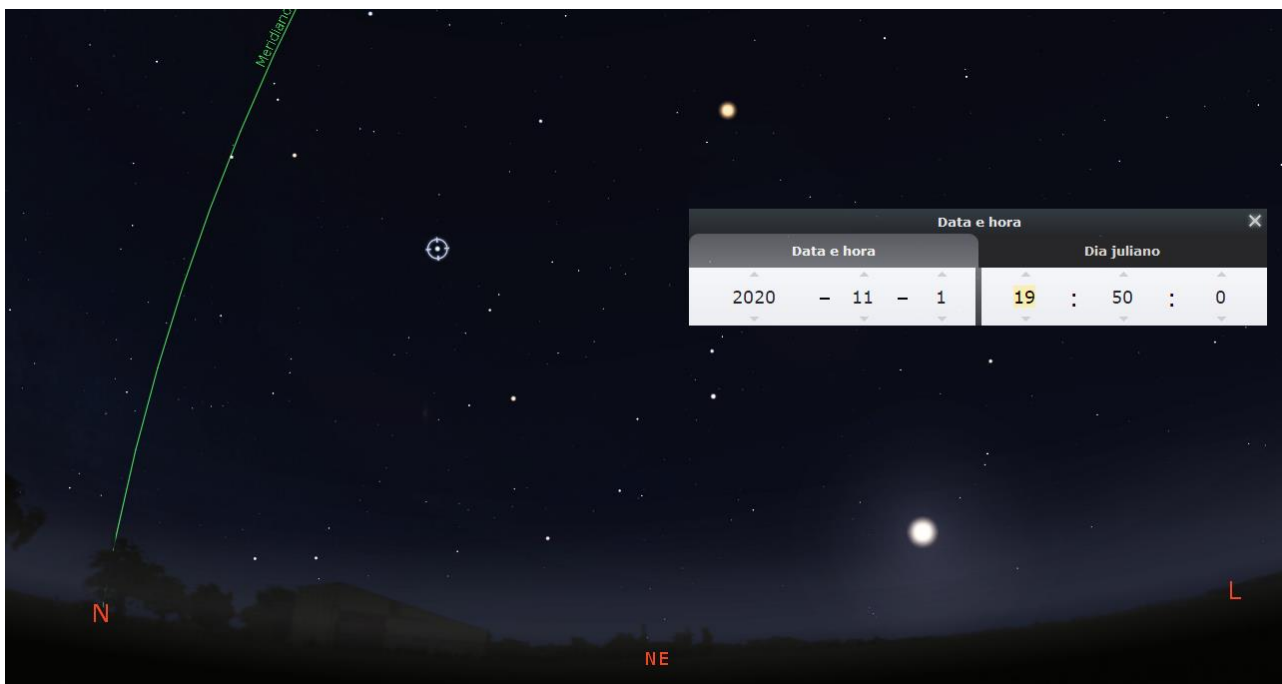 Meridiano
Data e hora
Data e hora Dia juliano
2020 – 11 – 1 19 : 50 : 0
L
N
NE